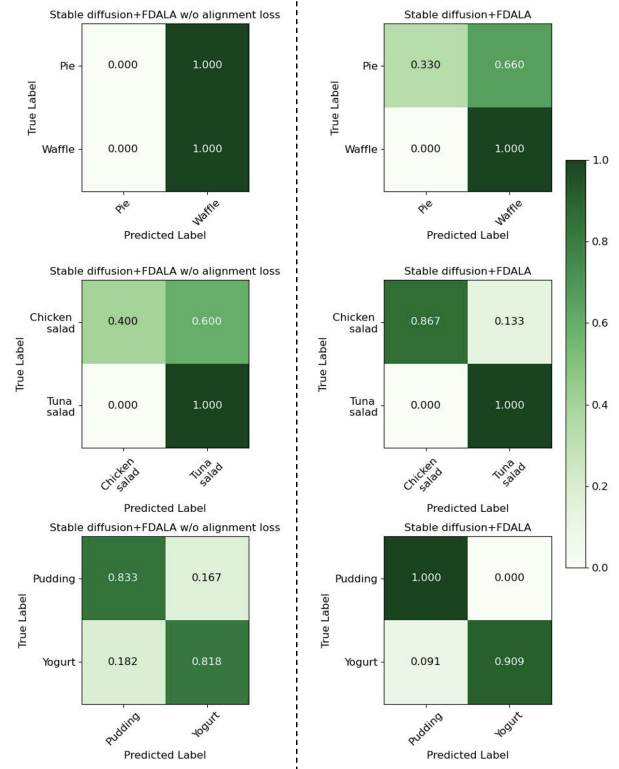 Stable diffusion+FDALA w/o alignment loss
True Label
Pie
0.000
1.000
Waffle
0.000
1.000
Pie
Waffle
Predicted Label
Stable diffusion+FDALA
True Label
Pie
0.330
0.660
Waffle
0.000
1.000
Pie
Waffle
Predicted Label
Stable diffusion+FDALA w/o alignment loss
True Label
Chicken
salad
0.400
0.600
Tuna
salad
0.000
1.000
Chicken
salad
Tuna
salad
Predicted Label
Stable diffusion+FDALA
True Label
Chicken
salad
0.867
0.133
Tuna
salad
0.000
1.000
Chicken
salad
Tuna
salad
Predicted Label
Stable diffusion+FDALA w/o alignment loss
True Label
Pudding
0.833
0.167
Yogurt
0.182
0.818
Pudding
Yogurt
Predicted Label
Stable diffusion+FDALA
True Label
Pudding
1.000
0.000
Yogurt
0.091
0.909
Pudding
Yogurt
Predicted Label
1.0
0.8
0.6
0.4
0.2
0.0